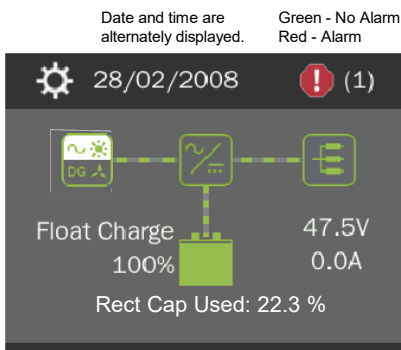 Date and time are
alternately displayed.
Green - No Alarm
Red - Alarm
28/02/2008 ! (1)
DG
Float Charge
100%
47.5V
0.0A
Rect Cap Used: 22.3 %